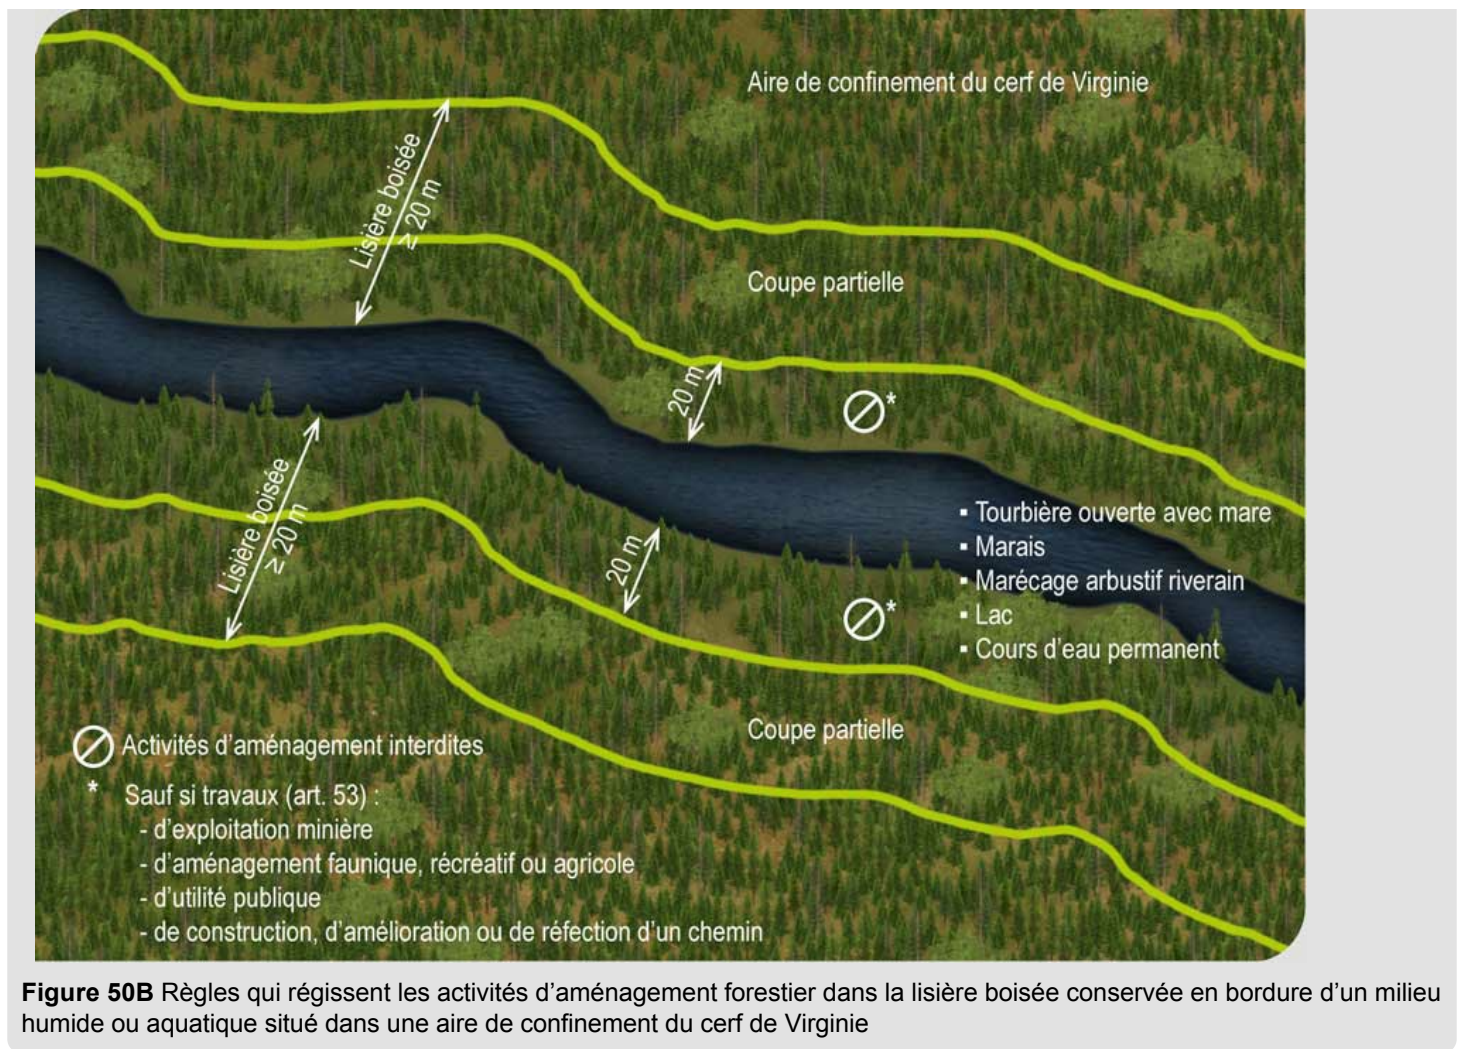 Aire de confinement du cerf de Virginie
Lisière boisée
≥ 20 m
Coupe partielle
20 m
*
Lisière boisée
≥ 20 m
20 m
*
▪ Tourbière ouverte avec mare
▪ Marais
▪ Marécage arbustif riverain
▪ Lac
▪ Cours d'eau permanent
Coupe partielle
Activités d'aménagement interdites
* Sauf si travaux (art. 53) :
- d'exploitation minière
- d'aménagement faunique, récréatif ou agricole
- d'utilité publique
- de construction, d'amélioration ou de réfection d'un chemin
Figure 50B Règles qui régissent les activités d'aménagement forestier dans la lisière boisée conservée en bordure d'un milieu
humide ou aquatique situé dans une aire de confinement du cerf de Virginie